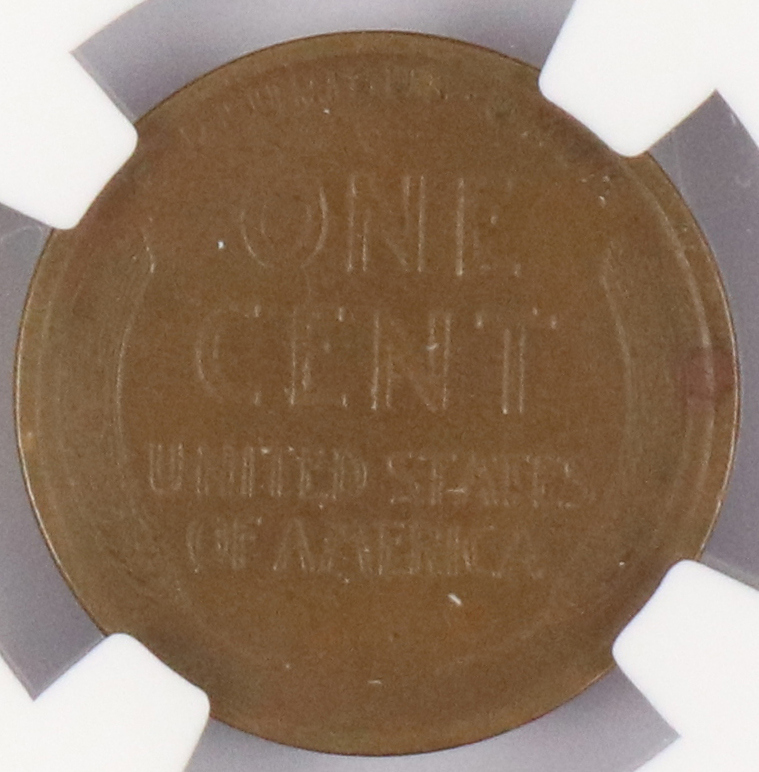 ONE
CENT
UNITED STATES
OF AMERICA